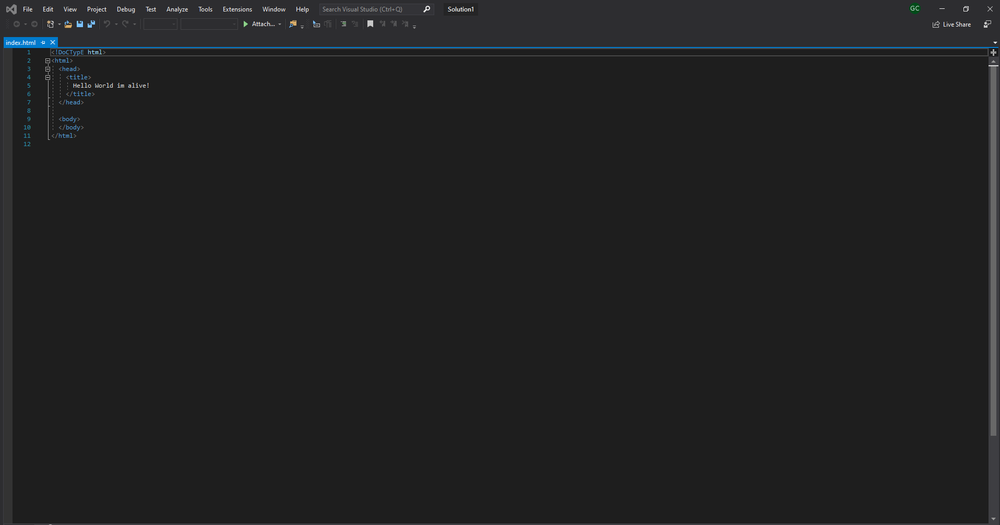 File Edit View Project Debug Test Analyze Tools Extensions Window Help Search Visual Studio (Ctrl+Q) Solution1 GC
Attach... Live Share
index.html
1 <!DoCTypE html>
2 <html>
3 <head>
4 <title>
5 Hello World im alive!
6 </title>
7 </head>
8
9 <body>
10 </body>
11 </html>
12